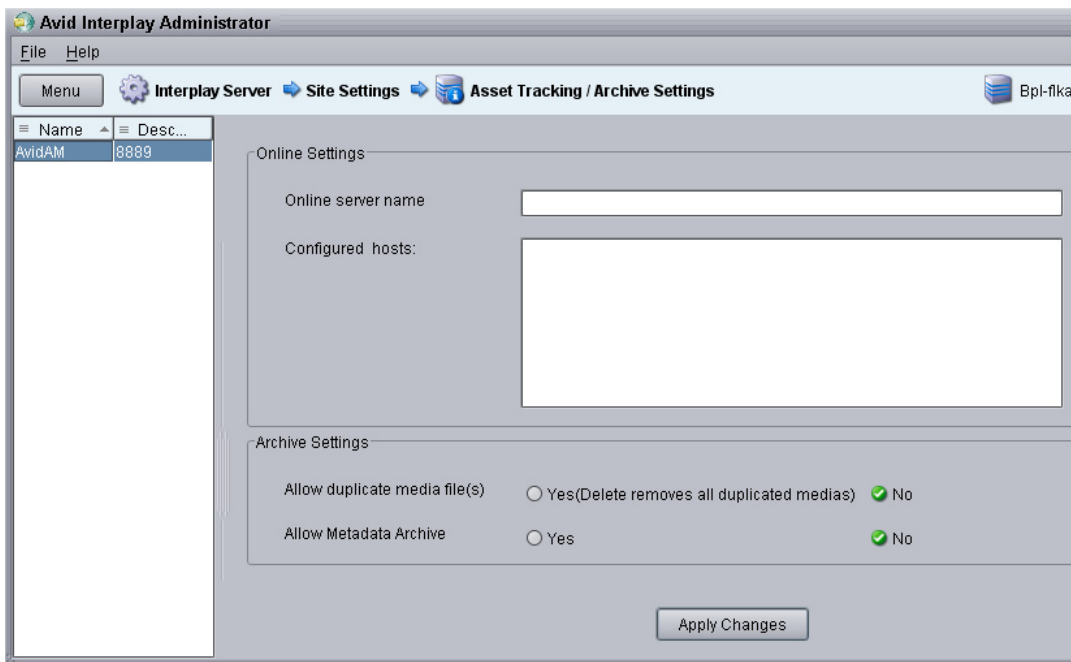 Avid Interplay Administrator
File Help
Menu Interplay Server Site Settings Asset Tracking / Archive Settings Bpl-flka
Name Desc...
AvidAM 8889
Online Settings
Online server name
Configured hosts:
Archive Settings
Allow duplicate media file(s) Yes(Delete removes all duplicated medias) No
Allow Metadata Archive Yes No
Apply Changes